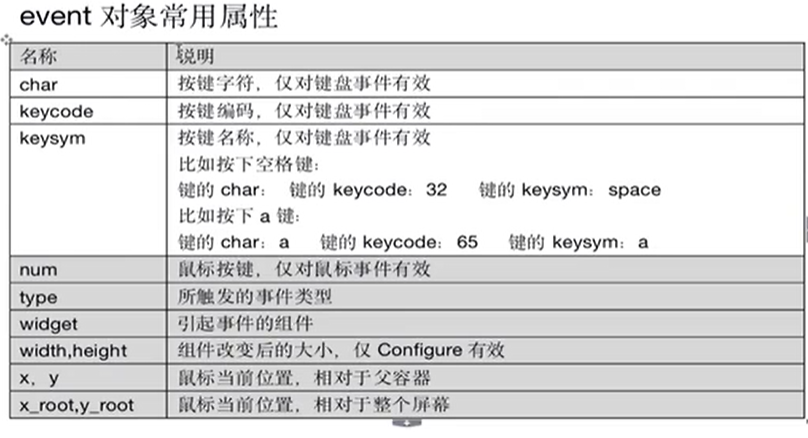 event 对象常用属性
名称 说明
char 按键字符，仅对键盘事件有效
keycode 按键编码，仅对键盘事件有效
keysym 按键名称，仅对键盘事件有效
比如按下空格键：
键的 char： 键的 keycode：32 键的 keysym：space
比如按下 a 键：
键的 char：a 键的 keycode：65 键的 keysym：a
num 鼠标按键，仅对鼠标事件有效
type 所触发的事件类型
widget 引起事件的组件
width,height 组件改变后的大小，仅 Configure 有效
x，y 鼠标当前位置，相对于父容器
x_root,y_root 鼠标当前位置，相对于整个屏幕